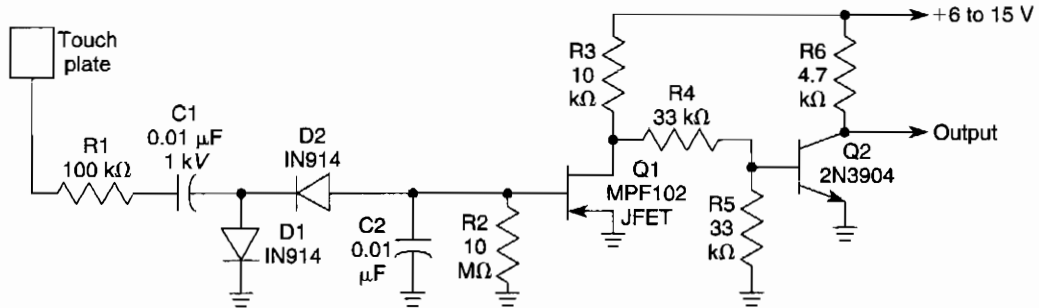 Touch
plate
C1
0.01 μF
1 kV
R1
100 kΩ
D2
IN914
D1
IN914
C2
0.01
μF
R2
10
MΩ
R3
10
kΩ
R4
33 kΩ
Q1
MPF102
JFET
R5
33
kΩ
R6
4.7
kΩ
+6 to 15 V
Output
Q2
2N3904